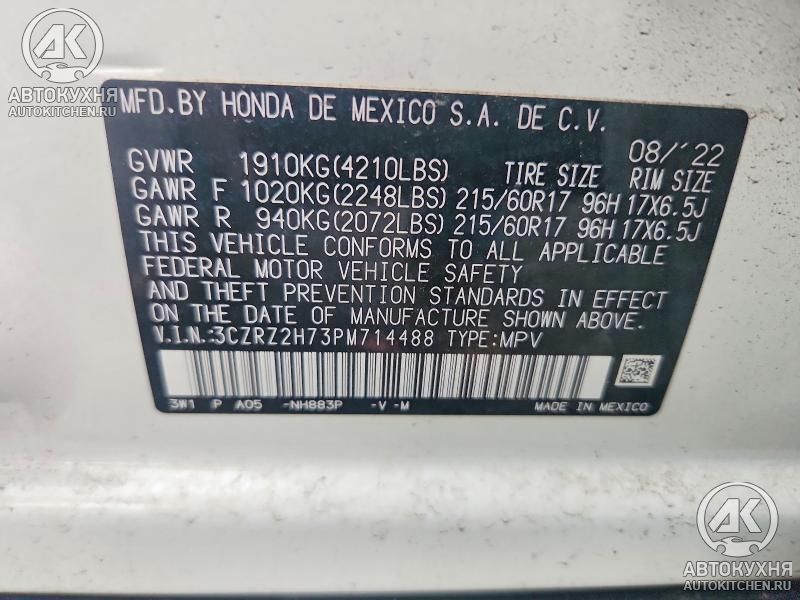 АК
АВТОКУХНЯ
AUTOKITCHEN.RU
MFD.BY HONDA DE MEXICO S.A. DE C.V.
08/'22
GVWR 1910KG(4210LBS) TIRE SIZE RIM SIZE
GAWR F 1020KG(2248LBS) 215/60R17 96H 17X6.5J
GAWR R 940KG(2072LBS) 215/60R17 96H 17X6.5J
THIS VEHICLE CONFORMS TO ALL APPLICABLE
FEDERAL MOTOR VEHICLE SAFETY
AND THEFT PREVENTION STANDARDS IN EFFECT
ON THE DATE OF MANUFACTURE SHOWN ABOVE.
V.I.N.:3CZRZ2H73PM714488 TYPE:MPV
3W1 P A05 -NH883P -V -M MADE IN MEXICO
АК
АВТОКУХНЯ
AUTOKITCHEN.RU